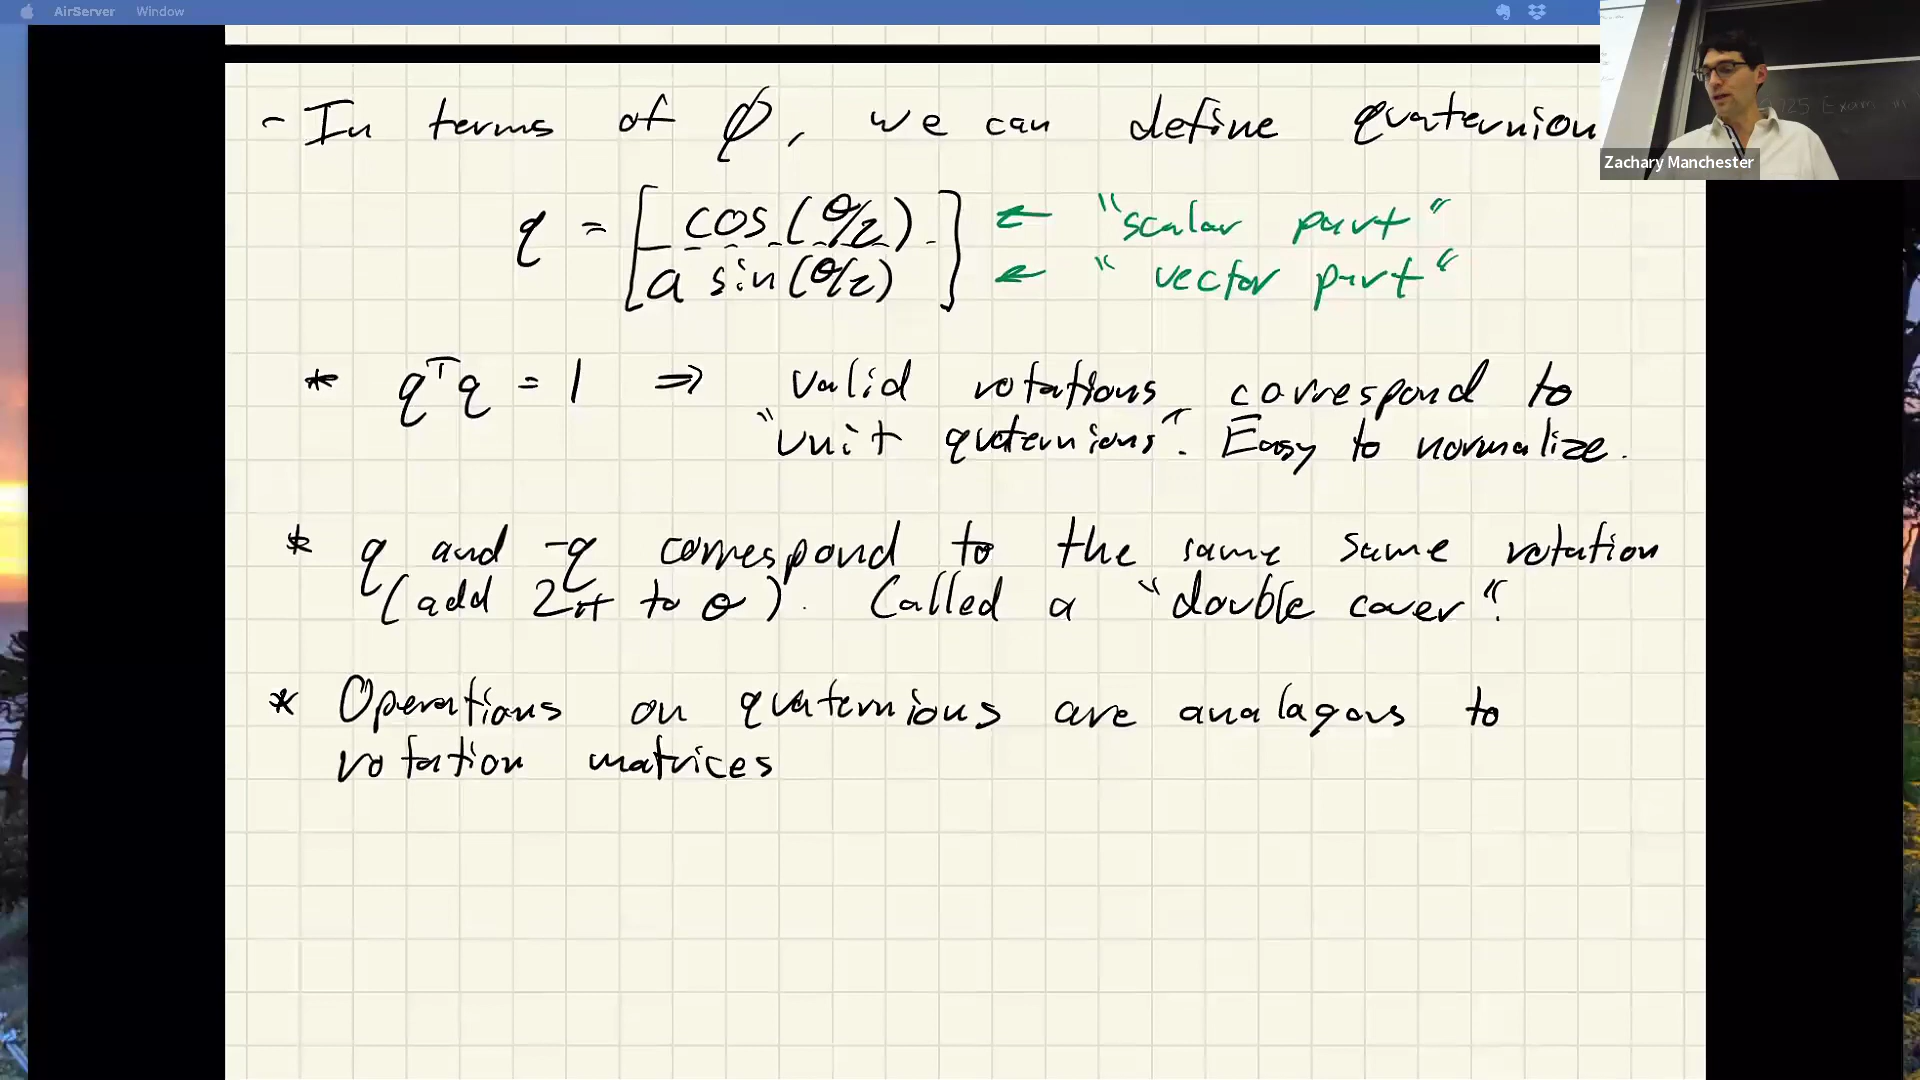 AirServer Window
- In terms of ϕ, we can define quaternion
q = [cos(θ/2) ← "scalar part"
a sin(θ/2)] ← "vector part"
* qᵀq = 1 ⇒ valid rotations correspond to
"unit quternions". Easy to normalize.
* q and -q correspond to the same same rotation
(add 2π to θ). Called a "double cover".
* Operations on quaternions are analagous to
rotation matrices
Zachary Manchester